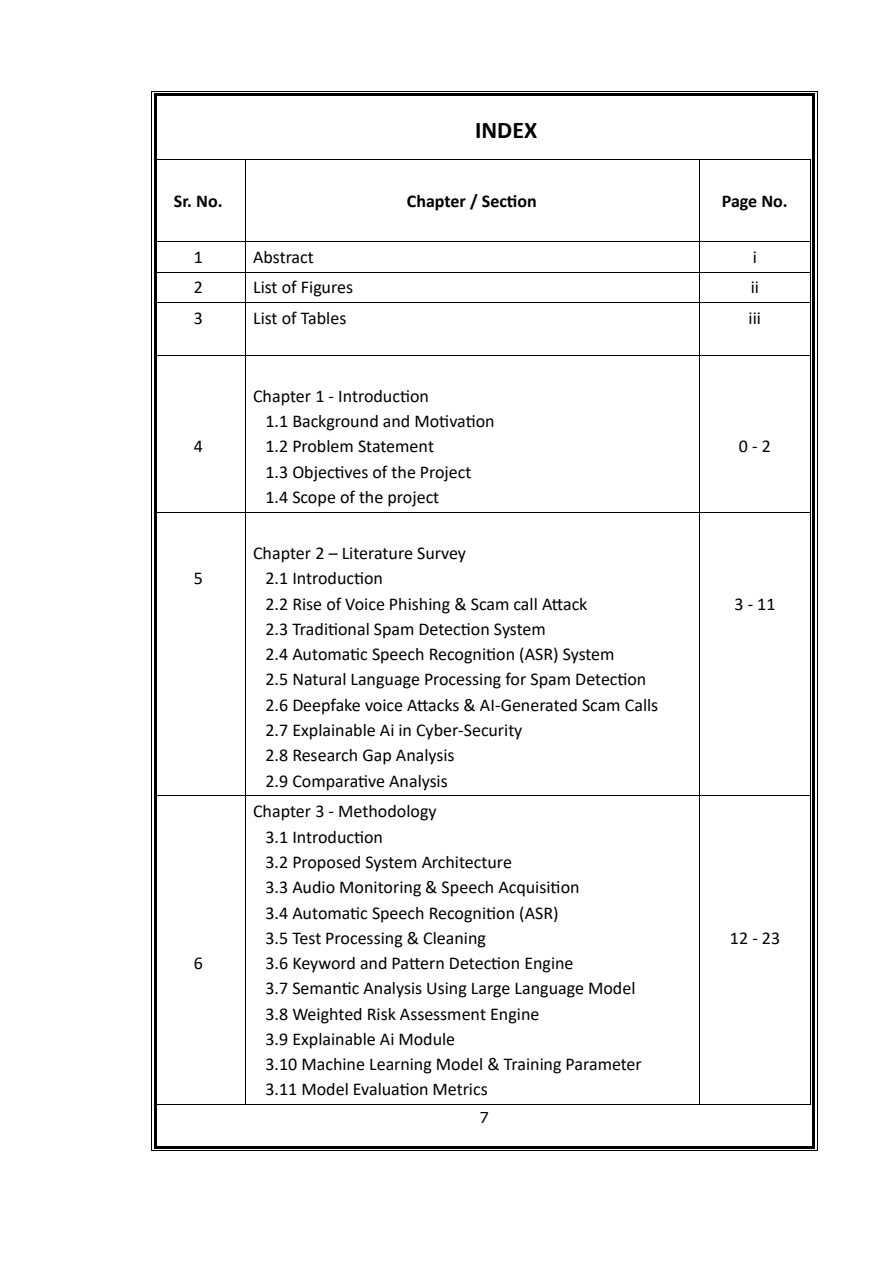 INDEX
Sr. No. Chapter / Section Page No.
1 Abstract i
2 List of Figures ii
3 List of Tables iii
Chapter 1 - Introduction
1.1 Background and Motivation
4 1.2 Problem Statement 0 - 2
1.3 Objectives of the Project
1.4 Scope of the project
Chapter 2 – Literature Survey
5 2.1 Introduction
2.2 Rise of Voice Phishing & Scam call Attack 3 - 11
2.3 Traditional Spam Detection System
2.4 Automatic Speech Recognition (ASR) System
2.5 Natural Language Processing for Spam Detection
2.6 Deepfake voice Attacks & AI-Generated Scam Calls
2.7 Explainable Ai in Cyber-Security
2.8 Research Gap Analysis
2.9 Comparative Analysis
Chapter 3 - Methodology
3.1 Introduction
3.2 Proposed System Architecture
3.3 Audio Monitoring & Speech Acquisition
3.4 Automatic Speech Recognition (ASR)
3.5 Test Processing & Cleaning 12 - 23
6 3.6 Keyword and Pattern Detection Engine
3.7 Semantic Analysis Using Large Language Model
3.8 Weighted Risk Assessment Engine
3.9 Explainable Ai Module
3.10 Machine Learning Model & Training Parameter
3.11 Model Evaluation Metrics
7